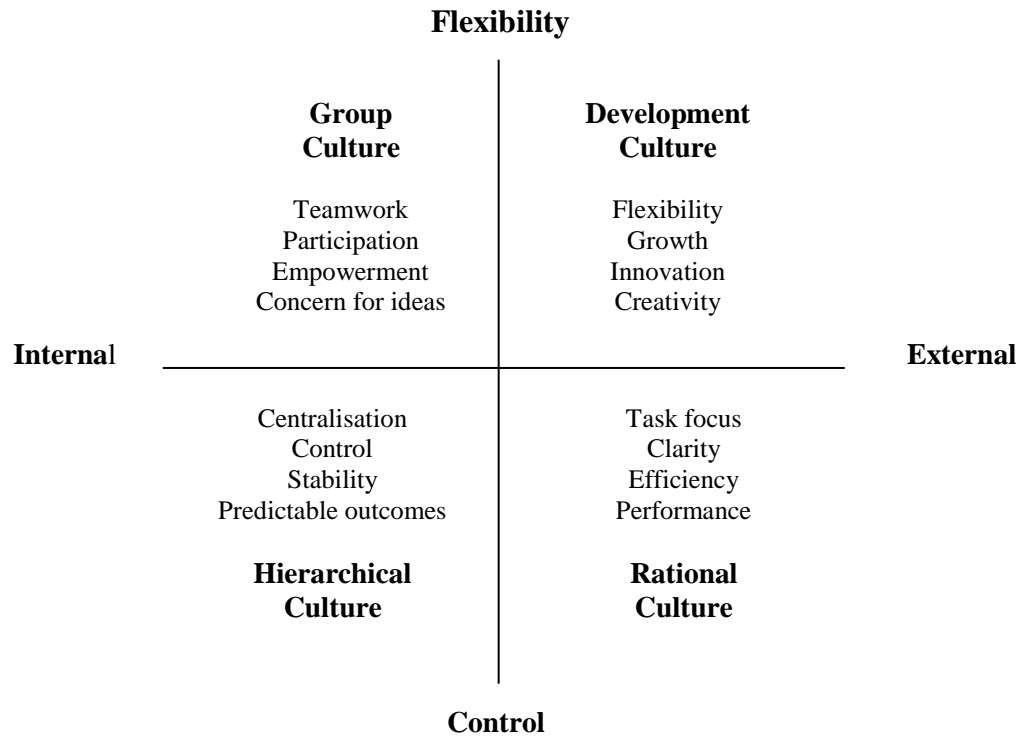 Flexibility
Group
Culture
Teamwork
Participation
Empowerment
Concern for ideas
Development
Culture
Flexibility
Growth
Innovation
Creativity
Internal
External
Centralisation
Control
Stability
Predictable outcomes
Hierarchical
Culture
Task focus
Clarity
Efficiency
Performance
Rational
Culture
Control